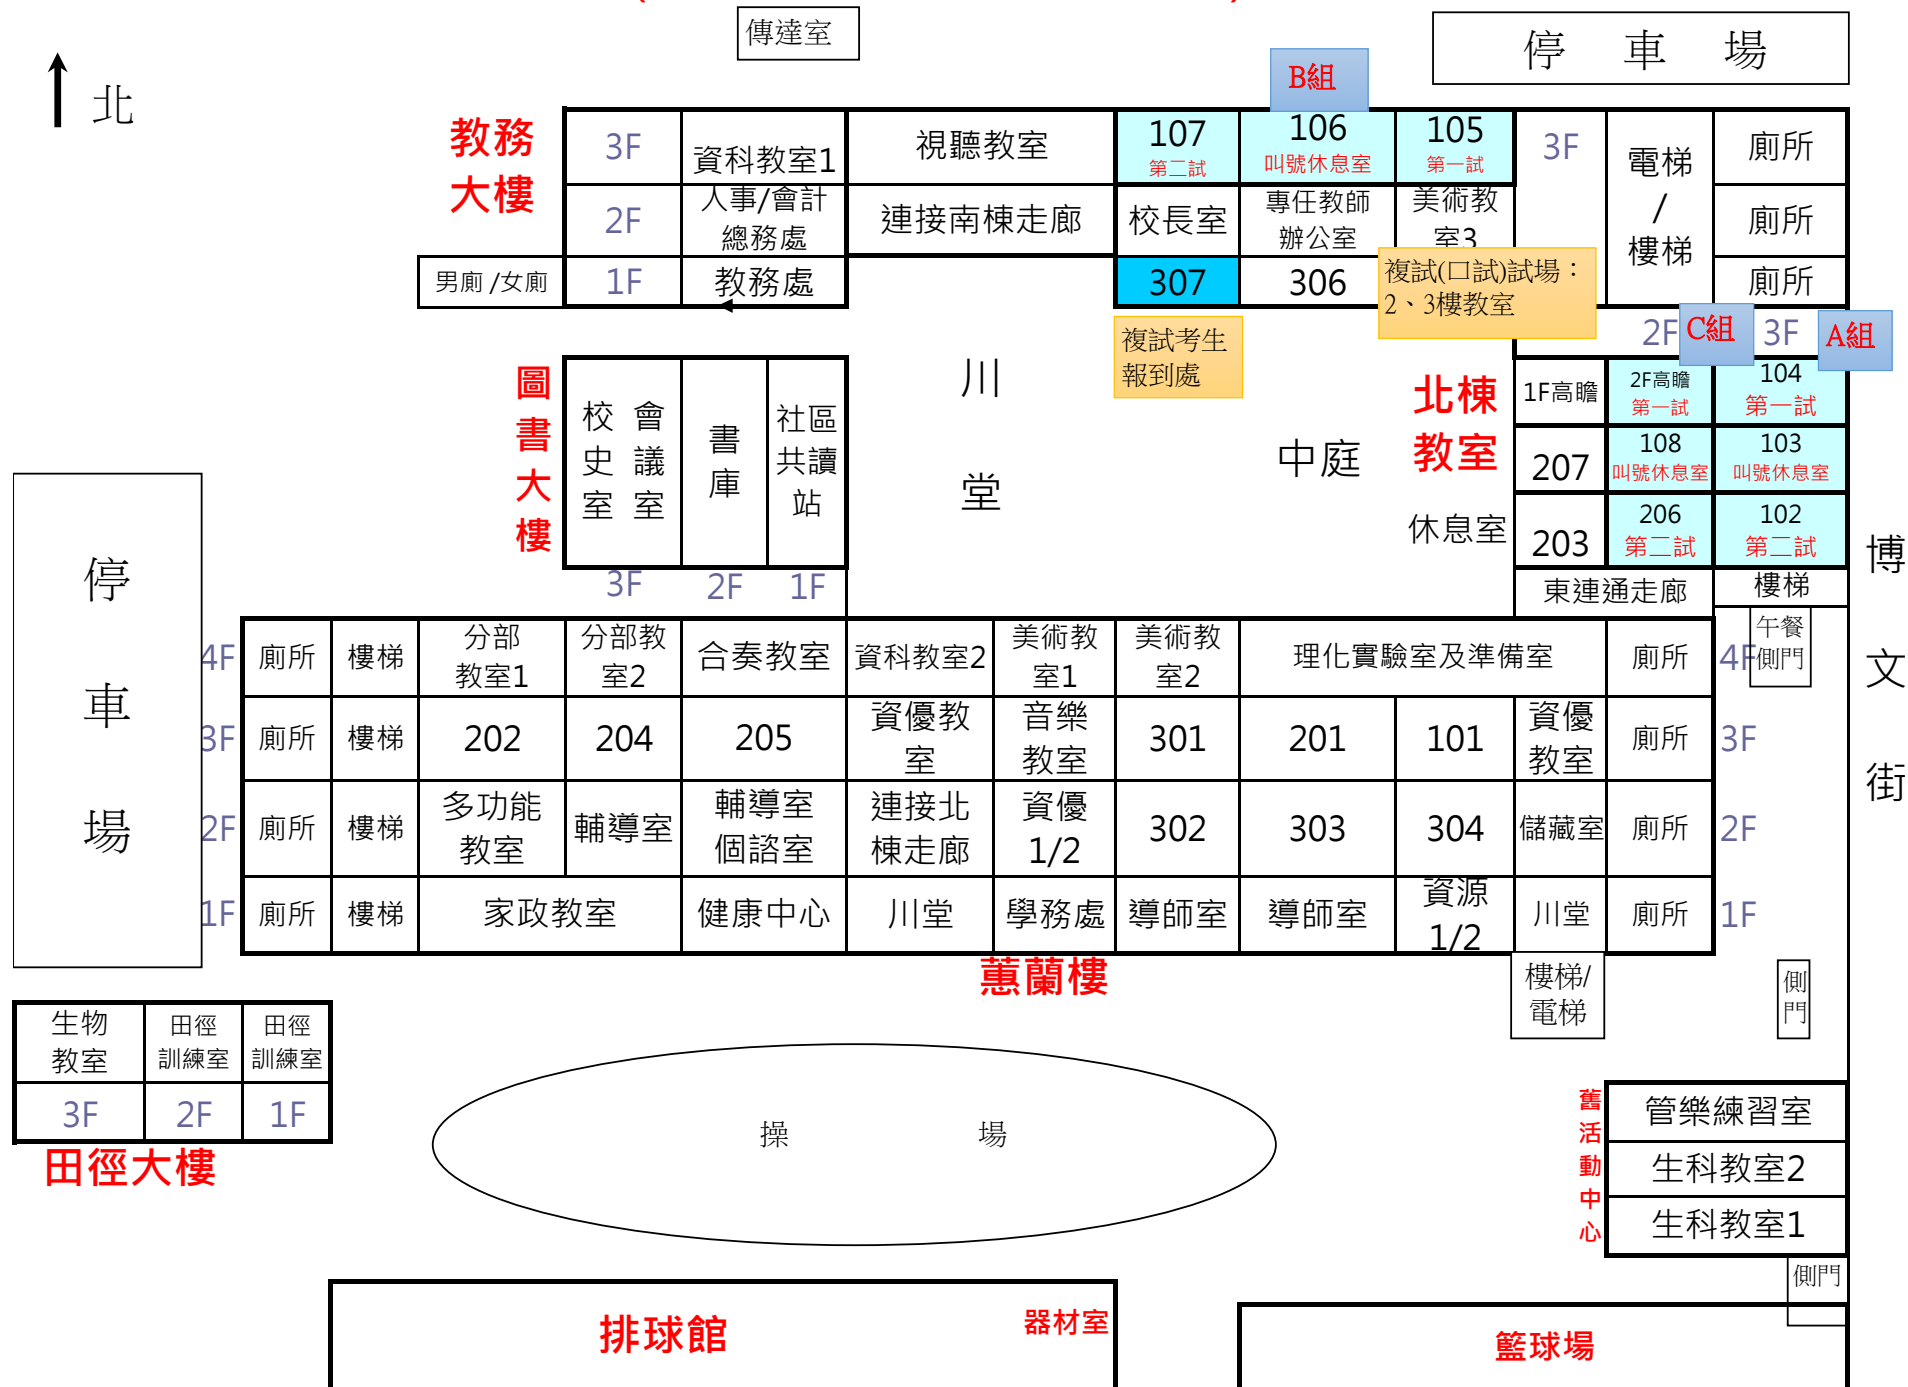 傳達室
停 車 場
北
B組
教務
大樓
3F
資科教室1
視聽教室
107
第二試
106
叫號休息室
105
第一試
3F
電梯
/
樓梯
廁所
2F
人事/會計
總務處
連接南棟走廊
校長室
專任教師
辦公室
美術教
室3
廁所
男廁 /女廁
1F
教務處
307
306
複試(口試)試場：
2、3樓教室
廁所
複試考生
報到處
2F
C組
3F
A組
圖
書
大
樓
校
史
室
會
議
室
書
庫
社區
共讀
站
3F
2F
1F
川
堂
中庭
北棟
教室
休息室
1F高瞻
2F高瞻
第一試
104
第一試
207
108
叫號休息室
103
叫號休息室
203
206
第二試
102
第二試
東連通走廊
樓梯
午餐
側門
博
文
街
停
車
場
4F
廁所
樓梯
分部
教室1
分部教
室2
合奏教室
資科教室2
美術教
室1
美術教
室2
理化實驗室及準備室
廁所
4F
3F
廁所
樓梯
202
204
205
資優教
室
音樂
教室
301
201
101
資優
教室
廁所
3F
2F
廁所
樓梯
多功能
教室
輔導室
輔導室
個諮室
連接北
棟走廊
資優
1/2
302
303
304
儲藏室
廁所
2F
1F
廁所
樓梯
家政教室
健康中心
川堂
學務處
導師室
導師室
資源
1/2
川堂
廁所
1F
蕙蘭樓
樓梯/
電梯
側
門
生物
教室
田徑
訓練室
田徑
訓練室
3F
2F
1F
田徑大樓
操 場
舊
活
動
中
心
管樂練習室
生科教室2
生科教室1
側門
排球館
器材室
籃球場